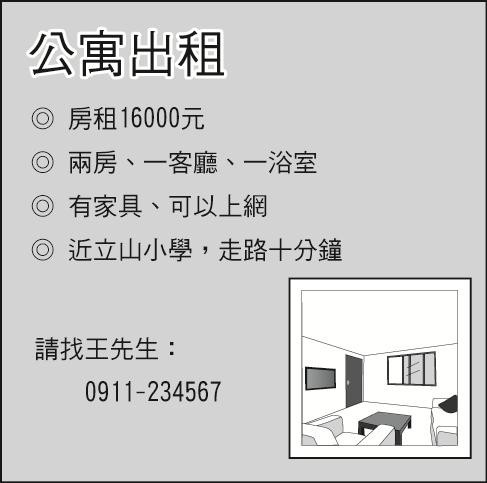 公寓出租
◎ 房租16000元
◎ 兩房、一客廳、一浴室
◎ 有家具、可以上網
◎ 近立山小學，走路十分鐘
請找王先生：
0911-234567